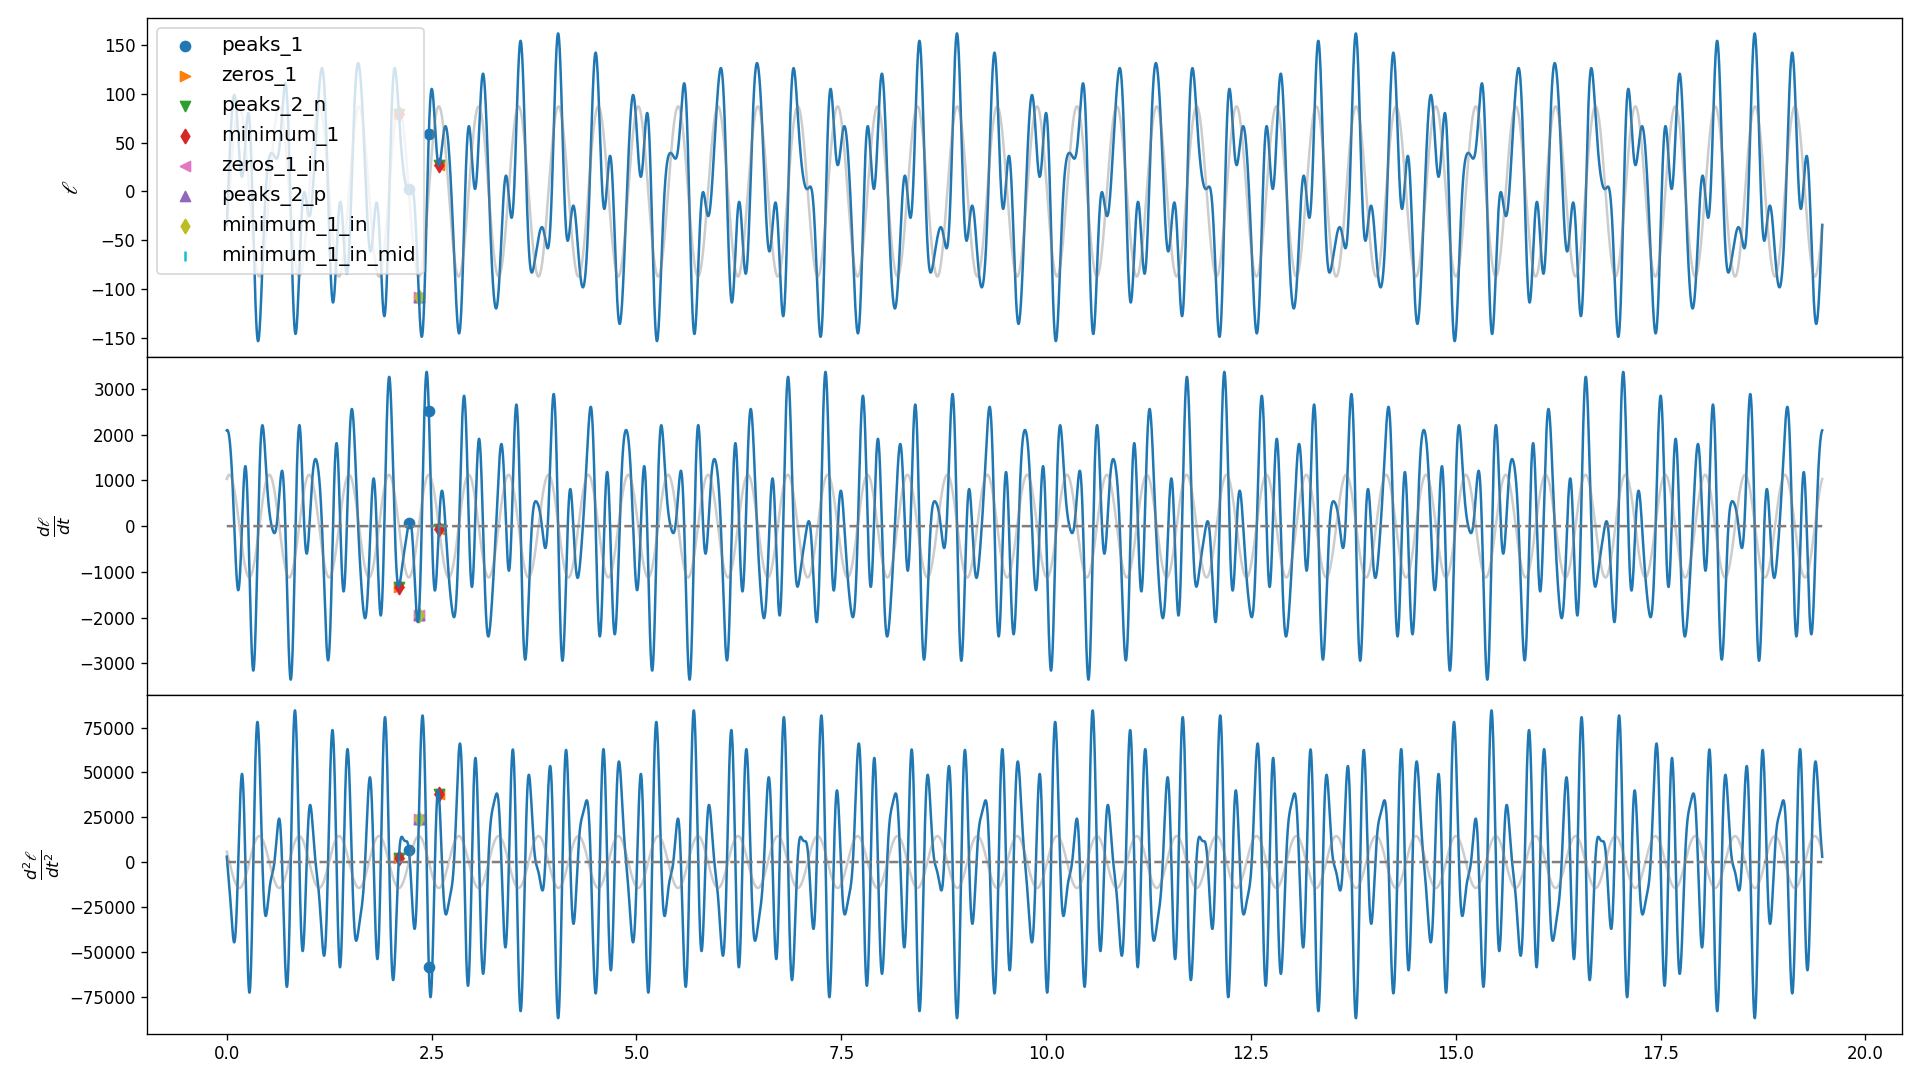 peaks_1
zeros_1
peaks_2_n
minimum_1
zeros_1_in
peaks_2_p
minimum_1_in
minimum_1_in_mid
150
100
50
0
−50
−100
−150
ℓ
3000
2000
1000
0
−1000
−2000
−3000
dℓ
dt
75000
50000
25000
0
−25000
−50000
−75000
d²ℓ
dt²
0.0 2.5 5.0 7.5 10.0 12.5 15.0 17.5 20.0